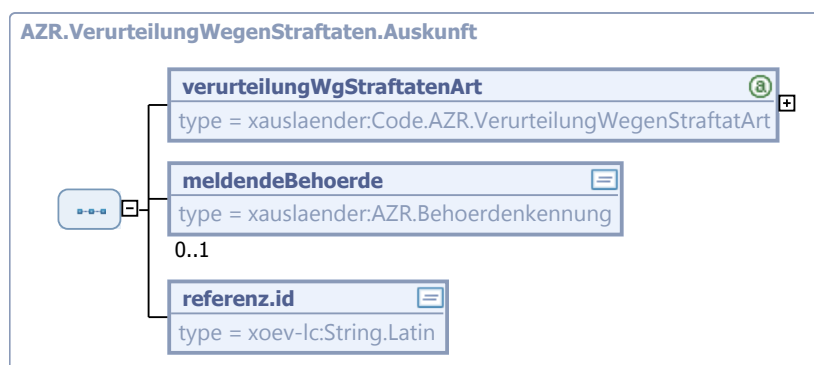 AZR.VerurteilungWegenStraftaten.Auskunft
verurteilungWgStraftatenArt
type = xauslaender:Code.AZR.VerurteilungWegenStraftatArt
meldendeBehoerde
type = xauslaender:AZR.Behoerdenkennung
0..1
referenz.id
type = xoev-lc:String.Latin